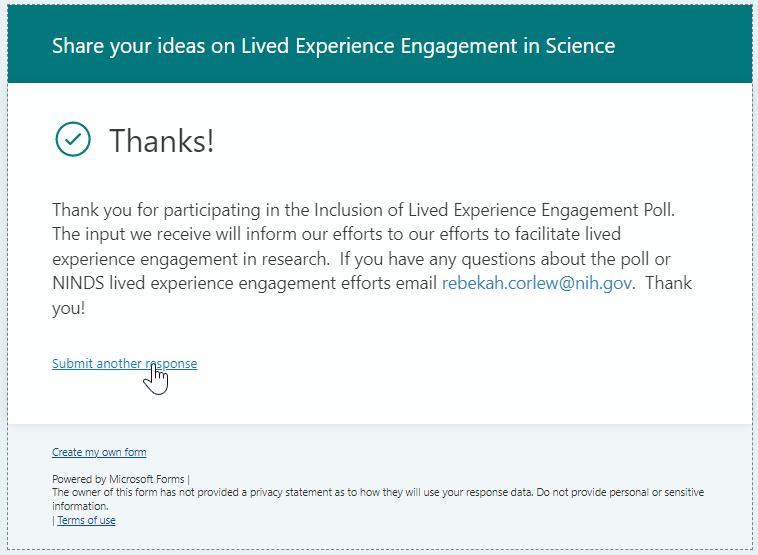 Share your ideas on Lived Experience Engagement in Science
Thanks!
Thank you for participating in the Inclusion of Lived Experience Engagement Poll.
The input we receive will inform our efforts to our efforts to facilitate lived
experience engagement in research.  If you have any questions about the poll or
NINDS lived experience engagement efforts email rebekah.corlew@nih.gov.  Thank
you!
Submit another response
Create my own form
Powered by Microsoft Forms |
The owner of this form has not provided a privacy statement as to how they will use your response data. Do not provide personal or sensitive
information.
| Terms of use